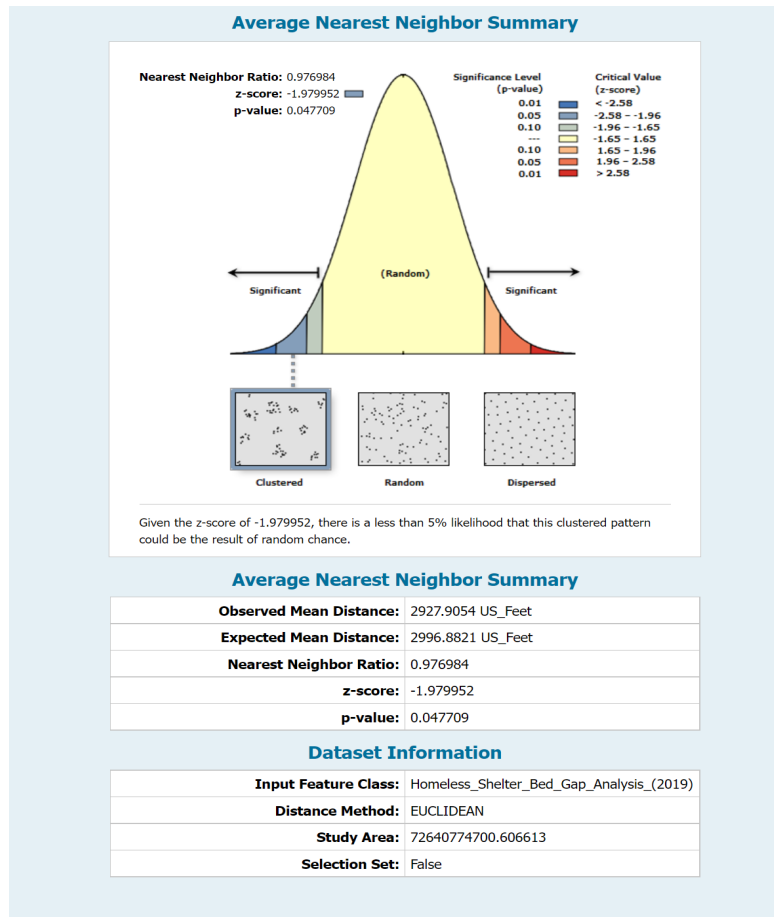 Average Nearest Neighbor Summary
Nearest Neighbor Ratio: 0.976984
z-score: -1.979952
p-value: 0.047709
Significance Level
(p-value)
Critical Value
(z-score)
0.01 < -2.58
0.05 -2.58 - -1.96
0.10 -1.96 - -1.65
--- -1.65 - 1.65
0.10 1.65 - 1.96
0.05 1.96 - 2.58
0.01 > 2.58
(Random)
Significant
Significant
Clustered
Random
Dispersed
Given the z-score of -1.979952, there is a less than 5% likelihood that this clustered pattern
could be the result of random chance.
Average Nearest Neighbor Summary
Observed Mean Distance: 2927.9054 US_Feet
Expected Mean Distance: 2996.8821 US_Feet
Nearest Neighbor Ratio: 0.976984
z-score: -1.979952
p-value: 0.047709
Dataset Information
Input Feature Class: Homeless_Shelter_Bed_Gap_Analysis_(2019)
Distance Method: EUCLIDEAN
Study Area: 72640774700.606613
Selection Set: False